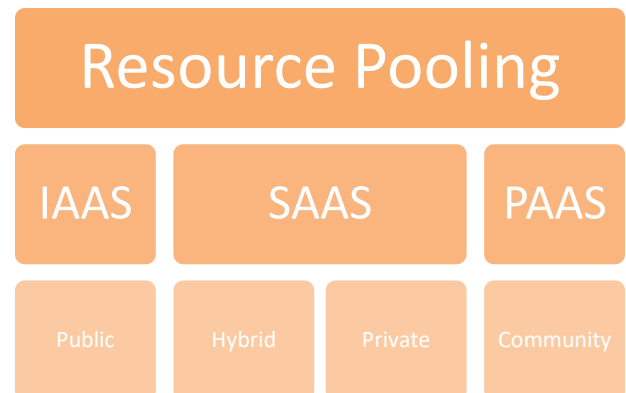 Resource Pooling
IAAS
SAAS
PAAS
Public
Hybrid
Private
Community